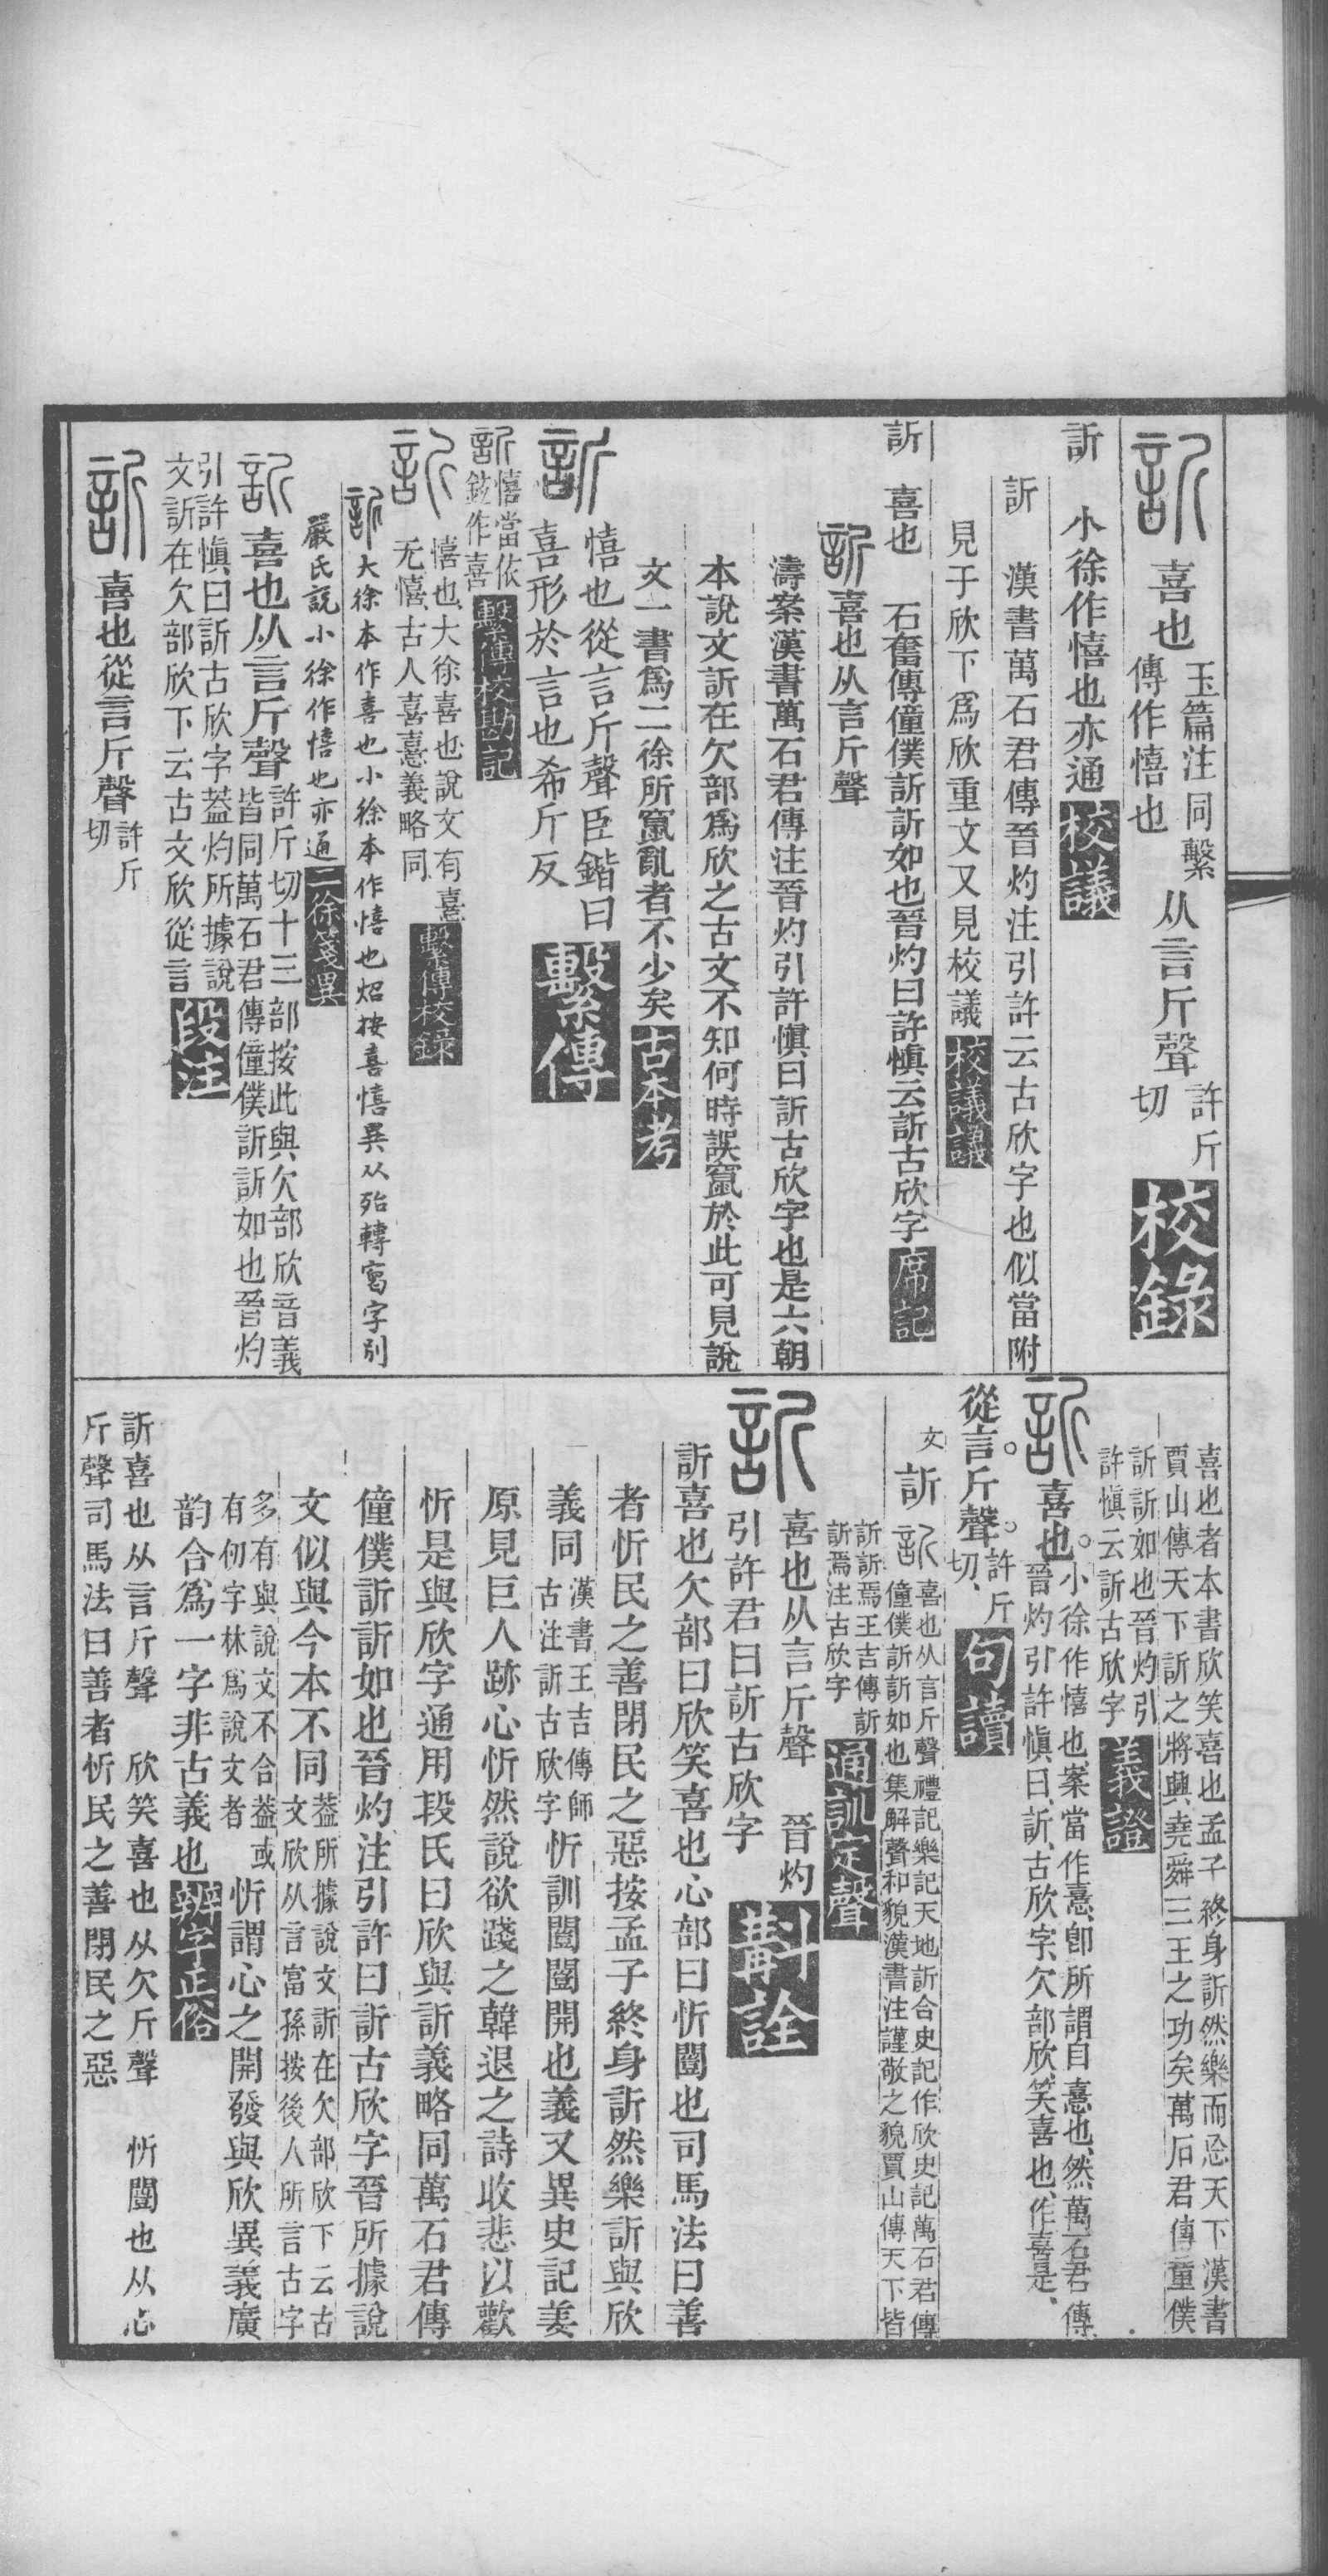 訢 喜也 玉篇注同繫傳作憘也 从言斤聲 許斤切 校錄
訢 小徐作憘也亦通 校議
訢 漢書萬石君傳晉灼注引許云古欣字也似當附
見于欣下爲欣重文又見校議 校議議
訢 喜也 石奮傳僮僕訢訢如也晉灼曰許愼云訢古欣字 席記
訢喜也从言斤聲
濤案漢書萬石君傳注晉灼引許愼曰訢古欣字也是六朝
本說文訢在欠部爲欣之古文不知何時誤竄於此可見說
文一書爲二徐所竄亂者不少矣 古本考
訢 憘也從言斤聲臣鍇曰
喜形於言也希斤反 繫傳
訢 憘當依鉉作喜 繫傳校勘記
訢 憘也大徐喜也說文有憙
无憘古人喜憙義略同 繫傳校錄
訢 大徐本作喜也小徐本作憘也炤按喜憘異从殆轉寫字別
嚴氏說小徐作憘也亦通 二徐箋異
訢 喜也从言斤聲 許斤切十三部按此與欠部欣音義
皆同萬石君傳僮僕訢訢如也晉灼
引許愼曰訢古欣字葢灼所據說
文訢在欠部欣下云古文欣從言 段注
訢 喜也從言斤聲 許斤切
喜也者本書欣笑喜也孟子終身訢然樂而忘天下漢書
賈山傳天下訢訢將興堯舜三王之功矣萬石君傳童僕
訢訢如也晉灼引
許愼云訢古欣字 義證
訢 喜也。小徐作憘也案當作憙卽所謂自憙也、然萬石君傳
晉灼引許愼曰、訢、古欣字、欠部欣、笑喜也、作喜是、
從言。斤聲。許斤切、 句讀
文 訢 訢 喜也从言斤聲禮記樂記天地訢合史記作欣史記萬石君傳
僮僕訢訢如也集解聲和貌漢書注謹敬之貌賈山傳天下皆
訢訢焉王吉傳訢
訢焉注古欣字 通訓定聲
訢 喜也从言斤聲 晉灼
引許君曰訢古欣字 斠詮
訢喜也欠部曰欣笑喜也心部曰忻闓也司馬法曰善
者忻民之善閉民之惡按孟子終身訢然樂訢與欣
義同 漢書王吉傳師古注訢古欣字 忻訓闓闓開也義又異史記姜
原見巨人跡心忻然說欲踐之韓退之詩收悲以歡
忻是與欣字通用段氏曰欣與訢義略同萬石君傳
僮僕訢訢如也晉灼注引許曰訢古欣字晉所據說
文似與今本不同 葢所據說文訢在欠部欣下云古文欣从言富孫按後人所言古字
多有與說文不合葢或有仞字林爲說文者 忻謂心之開發與欣異義廣
韵合爲一字非古義也 辨字正俗
訢喜也从言斤聲 欣笑喜也从欠斤聲 忻闓也从心
斤聲司馬法曰善者忻民之善閉民之惡